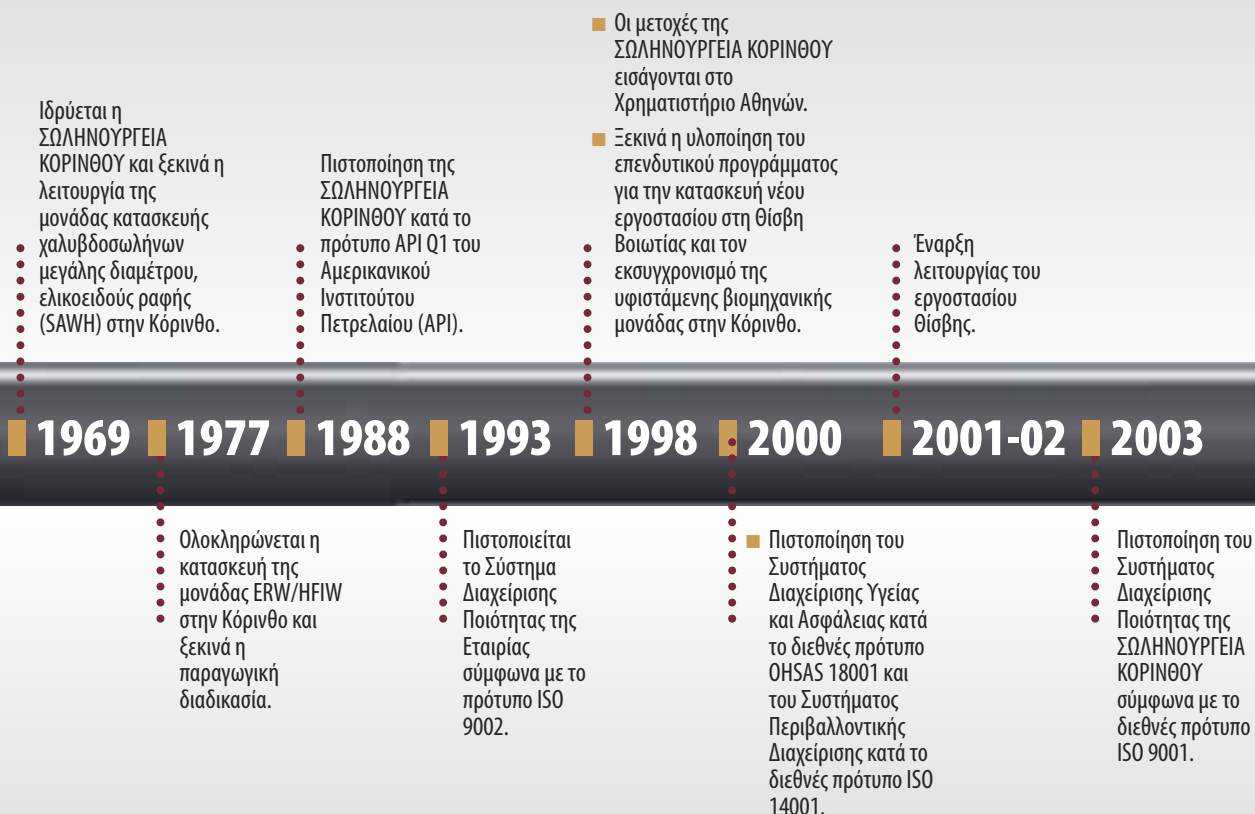 Ιδρύεται η
ΣΩΛΗΝΟΥΡΓΕΙΑ
ΚΟΡΙΝΘΟΥ και ξεκινά η
λειτουργία της
μονάδας κατασκευής
χαλυβδοσωλήνων
μεγάλης διαμέτρου,
ελικοειδούς ραφής
(SAWH) στην Κόρινθο.
Πιστοποίηση της
ΣΩΛΗΝΟΥΡΓΕΙΑ
ΚΟΡΙΝΘΟΥ κατά το
πρότυπο API Q1 του
Αμερικανικού
Ινστιτούτου
Πετρελαίου (API).
Οι μετοχές της
ΣΩΛΗΝΟΥΡΓΕΙΑ ΚΟΡΙΝΘΟΥ
εισάγονται στο
Χρηματιστήριο Αθηνών.
Ξεκινά η υλοποίηση του
επενδυτικού προγράμματος
για την κατασκευή νέου
εργοστασίου στη Θίσβη
Βοιωτίας και τον
εκσυγχρονισμό της
υφιστάμενης βιομηχανικής
μονάδας στην Κόρινθο.
Έναρξη
λειτουργίας του
εργοστασίου
Θίσβης.
1969 1977 1988 1993 1998 2000 2001-02 2003
Ολοκληρώνεται η
κατασκευή της
μονάδας ERW/HFIW
στην Κόρινθο και
ξεκινά η
παραγωγική
διαδικασία.
Πιστοποιείται
το Σύστημα
Διαχείρισης
Ποιότητας της
Εταιρίας
σύμφωνα με το
πρότυπο ISO
9002.
Πιστοποίηση του
Συστήματος
Διαχείρισης Υγείας
και Ασφάλειας κατά
το διεθνές πρότυπο
OHSAS 18001 και
του Συστήματος
Περιβαλλοντικής
Διαχείρισης κατά το
διεθνές πρότυπο ISO
14001.
Πιστοποίηση του
Συστήματος
Διαχείρισης
Ποιότητας της
ΣΩΛΗΝΟΥΡΓΕΙΑ
ΚΟΡΙΝΘΟΥ
σύμφωνα με το
διεθνές πρότυπο
ISO 9001.